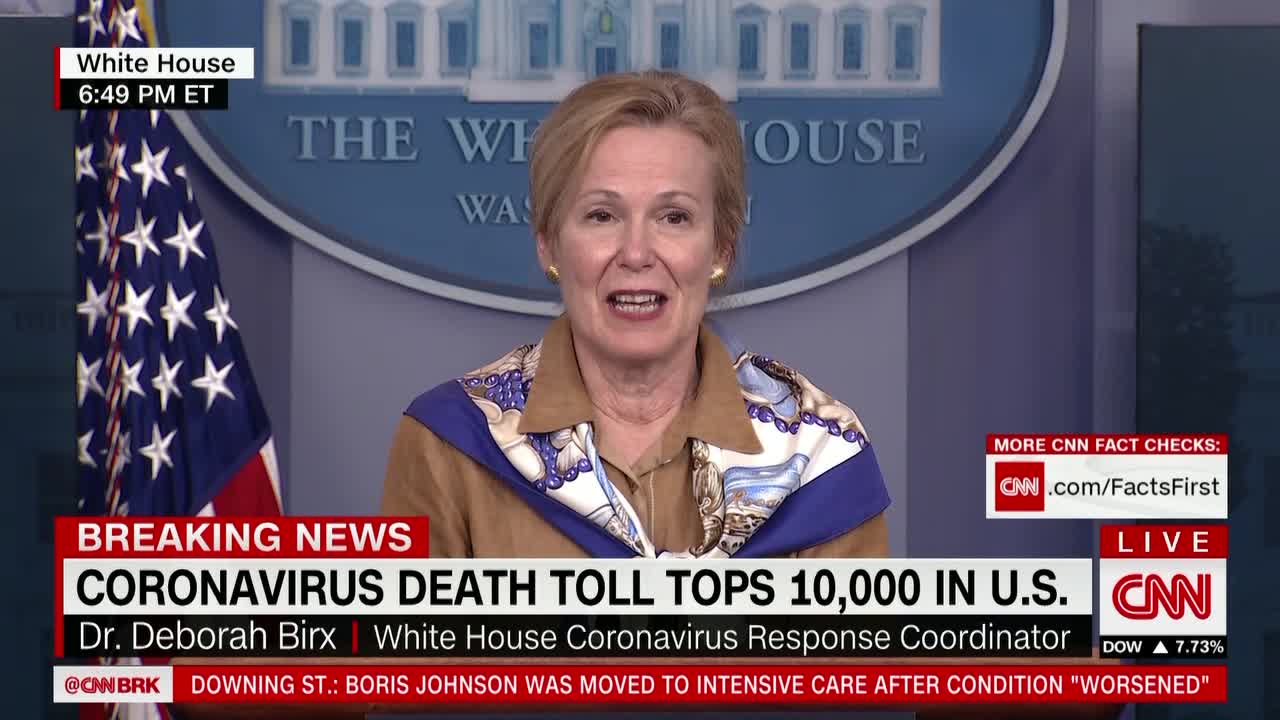 White House
6:49 PM ET
THE WH HOUSE
WAS N
MORE CNN FACT CHECKS:
CNN .com/FactsFirst
BREAKING NEWS
LIVE
CORONAVIRUS DEATH TOLL TOPS 10,000 IN U.S.
CNN
Dr. Deborah Birx | White House Coronavirus Response Coordinator
DOW ▲ 7.73%
@CNNBRK DOWNING ST.: BORIS JOHNSON WAS MOVED TO INTENSIVE CARE AFTER CONDITION "WORSENED"